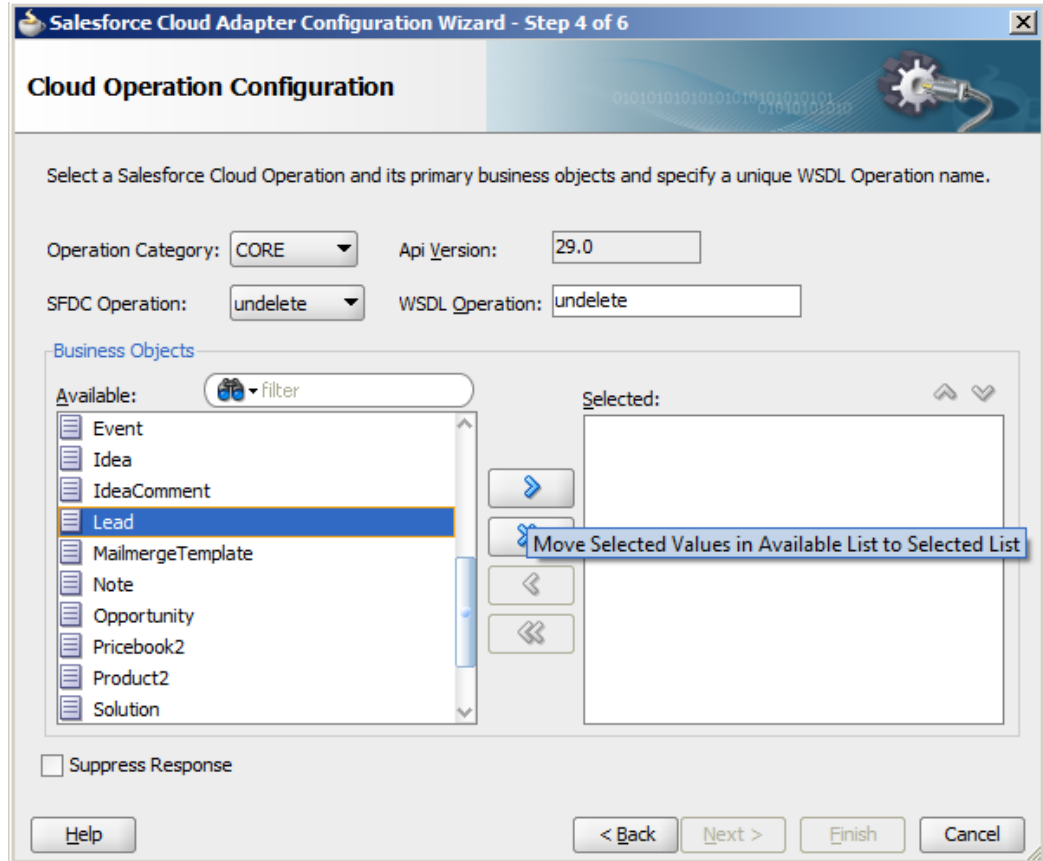 Salesforce Cloud Adapter Configuration Wizard - Step 4 of 6
Cloud Operation Configuration
010101010101010101010101
01010101010
Select a Salesforce Cloud Operation and its primary business objects and specify a unique WSDL Operation name.
Operation Category: CORE Api Version: 29.0
SFDC Operation: undelete WSDL Operation: undelete
Business Objects
Available: filter Selected:
Event
Idea
IdeaComment
Lead
MailmergeTemplate
Note
Opportunity
Pricebook2
Product2
Solution
Move Selected Values in Available List to Selected List
Suppress Response
Help < Back Next > Finish Cancel